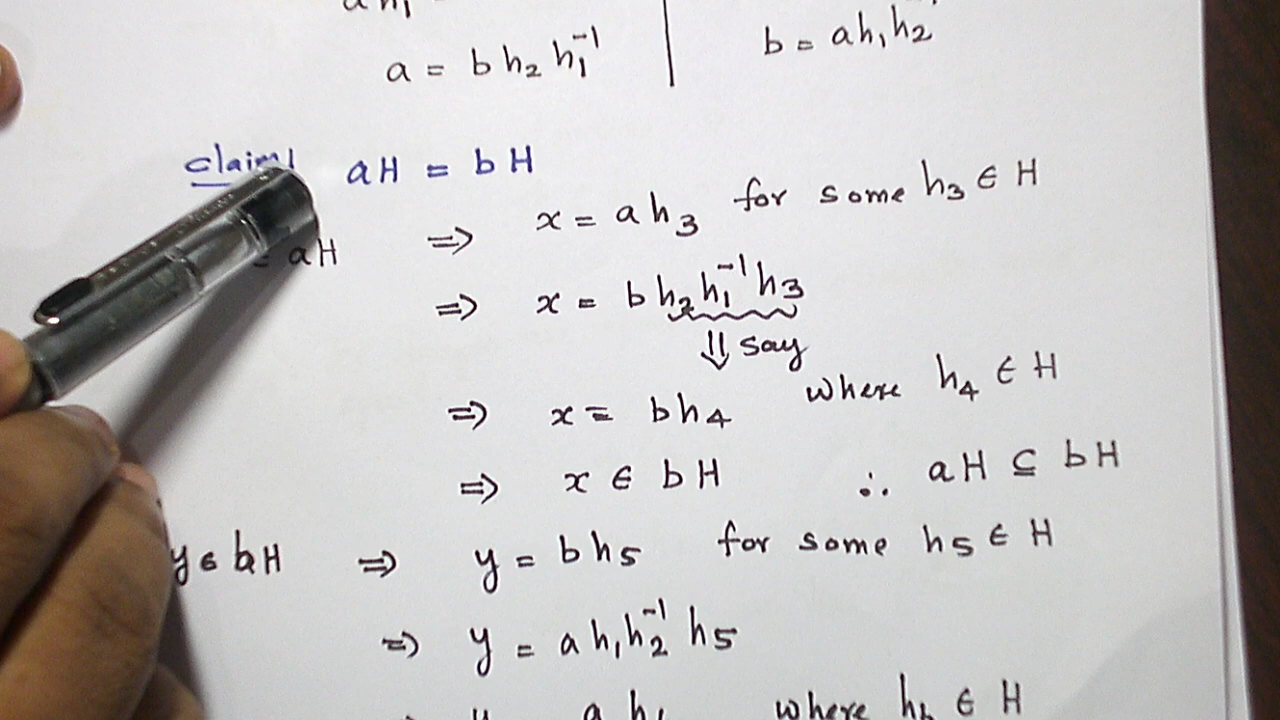 a = b h₂ h₁⁻¹ | b = a h₁ h₂
claim! aH = bH
aH ⇒ x = a h₃ for some h₃ ∈ H
⇒ x = b h₂ h₁⁻¹ h₃
⇓ say
⇒ x = b h₄ where h₄ ∈ H
⇒ x ∈ bH ∴ aH ⊆ bH
y ∈ bH ⇒ y = b h₅ for some h₅ ∈ H
⇒ y = a h₁ h₂⁻¹ h₅
where ∈ H